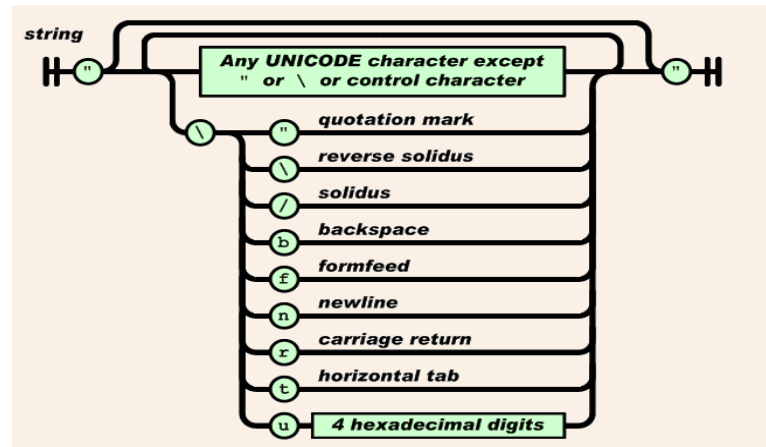 string
" Any UNICODE character except "
" or \ or control character
\ " quotation mark
\ reverse solidus
/ solidus
b backspace
f formfeed
n newline
r carriage return
t horizontal tab
u 4 hexadecimal digits